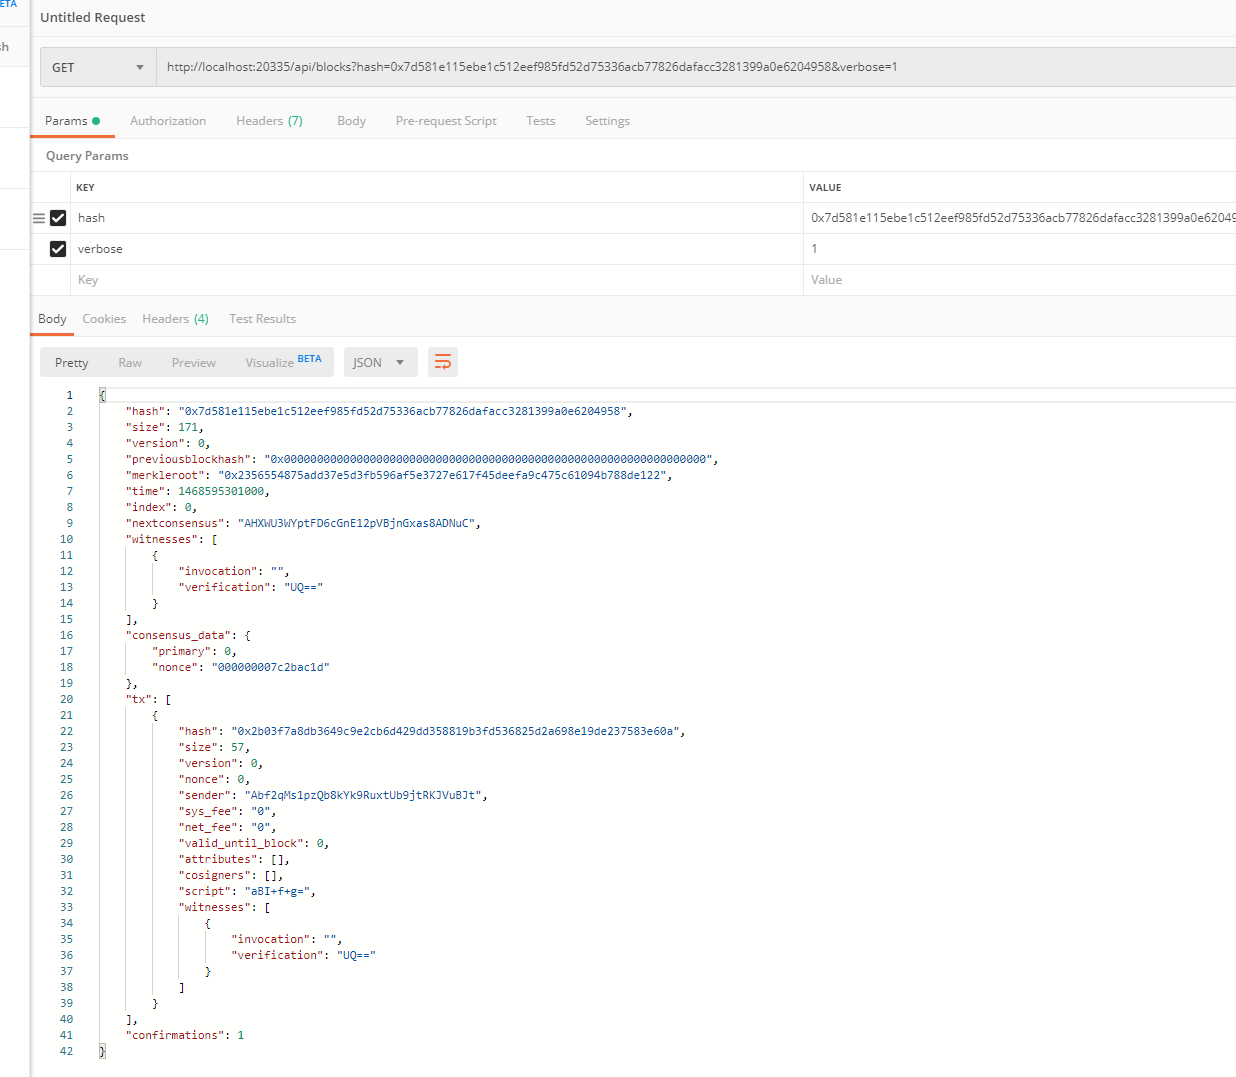 ETA
sh
Untitled Request
GET
http://localhost:20335/api/blocks?hash=0x7d581e115ebe1c512eef985fd52d75336acb77826dafacc3281399a0e6204958&verbose=1
Params Authorization Headers (7) Body Pre-request Script Tests Settings
Query Params
KEY VALUE
hash 0x7d581e115ebe1c512eef985fd52d75336acb77826dafacc3281399a0e62049
verbose 1
Key Value
Body Cookies Headers (4) Test Results
Pretty Raw Preview Visualize BETA JSON
1 {
2 "hash": "0x7d581e115ebe1c512eef985fd52d75336acb77826dafacc3281399a0e6204958",
3 "size": 171,
4 "version": 0,
5 "previousblockhash": "0x0000000000000000000000000000000000000000000000000000000000000000",
6 "merkleroot": "0x2356554875add37e5d3fb596af5e3727e617f45deefa9c475c61094b788de122",
7 "time": 1468595301000,
8 "index": 0,
9 "nextconsensus": "AHXWU3WYptFD6cGnE12pVBjnGxas8ADNuC",
10 "witnesses": [
11 {
12 "invocation": "",
13 "verification": "UQ=="
14 }
15 ],
16 "consensus_data": {
17 "primary": 0,
18 "nonce": "000000007c2bac1d"
19 },
20 "tx": [
21 {
22 "hash": "0x2b03f7a8db3649c9e2cb6d429dd358819b3fd536825d2a698e19de237583e60a",
23 "size": 57,
24 "version": 0,
25 "nonce": 0,
26 "sender": "Abf2qMs1pzQb8kYk9RuxtUb9jtRKJVuBJt",
27 "sys_fee": "0",
28 "net_fee": "0",
29 "valid_until_block": 0,
30 "attributes": [],
31 "cosigners": [],
32 "script": "aBI+f+g=",
33 "witnesses": [
34 {
35 "invocation": "",
36 "verification": "UQ=="
37 }
38 ]
39 }
40 ],
41 "confirmations": 1
42 }